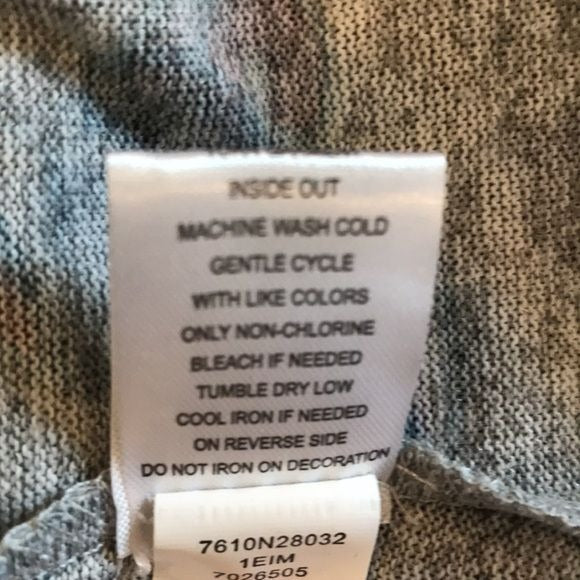 INSIDE OUT
MACHINE WASH COLD
GENTLE CYCLE
WITH LIKE COLORS
ONLY NON-CHLORINE
BLEACH IF NEEDED
TUMBLE DRY LOW
COOL IRON IF NEEDED
ON REVERSE SIDE
DO NOT IRON ON DECORATION
7610N28032
1EIM
7026505